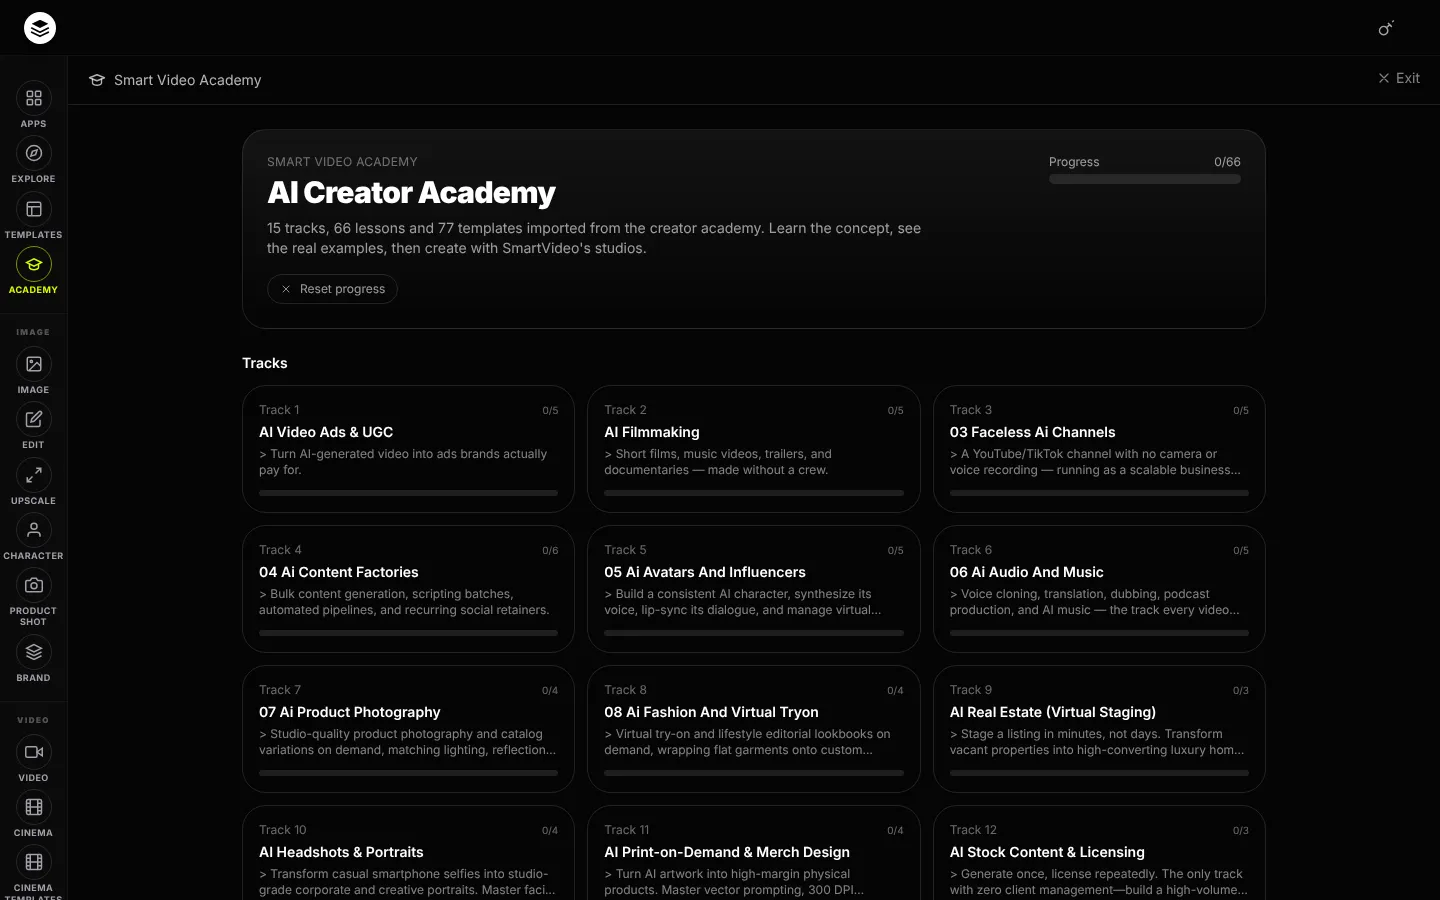 Smart Video Academy
Exit
APPS
EXPLORE
TEMPLATES
ACADEMY
IMAGE
IMAGE
EDIT
UPSCALE
CHARACTER
PRODUCT
SHOT
BRAND
VIDEO
VIDEO
CINEMA
CINEMA
TEMPLATES
SMART VIDEO ACADEMY
AI Creator Academy
15 tracks, 66 lessons and 77 templates imported from the creator academy. Learn the concept, see
the real examples, then create with SmartVideo's studios.
Reset progress
Progress 0/66
Tracks
Track 1 0/5
AI Video Ads & UGC
> Turn AI-generated video into ads brands actually
pay for.
Track 2 0/5
AI Filmmaking
> Short films, music videos, trailers, and
documentaries — made without a crew.
Track 3 0/5
03 Faceless Ai Channels
> A YouTube/TikTok channel with no camera or
voice recording — running as a scalable business...
Track 4 0/6
04 Ai Content Factories
> Bulk content generation, scripting batches,
automated pipelines, and recurring social retainers.
Track 5 0/5
05 Ai Avatars And Influencers
> Build a consistent AI character, synthesize its
voice, lip-sync its dialogue, and manage virtual...
Track 6 0/5
06 Ai Audio And Music
> Voice cloning, translation, dubbing, podcast
production, and AI music — the track every video...
Track 7 0/4
07 Ai Product Photography
> Studio-quality product photography and catalog
variations on demand, matching lighting, reflection...
Track 8 0/4
08 Ai Fashion And Virtual Tryon
> Virtual try-on and lifestyle editorial lookbooks on
demand, wrapping flat garments onto custom...
Track 9 0/3
AI Real Estate (Virtual Staging)
> Stage a listing in minutes, not days. Transform
vacant properties into high-converting luxury hom...
Track 10 0/4
AI Headshots & Portraits
> Transform casual smartphone selfies into studio-
grade corporate and creative portraits. Master faci...
Track 11 0/4
AI Print-on-Demand & Merch Design
> Turn AI artwork into high-margin physical
products. Master vector prompting, 300 DPI...
Track 12 0/3
AI Stock Content & Licensing
> Generate once, license repeatedly. The only track
with zero client management—build a high-volume...